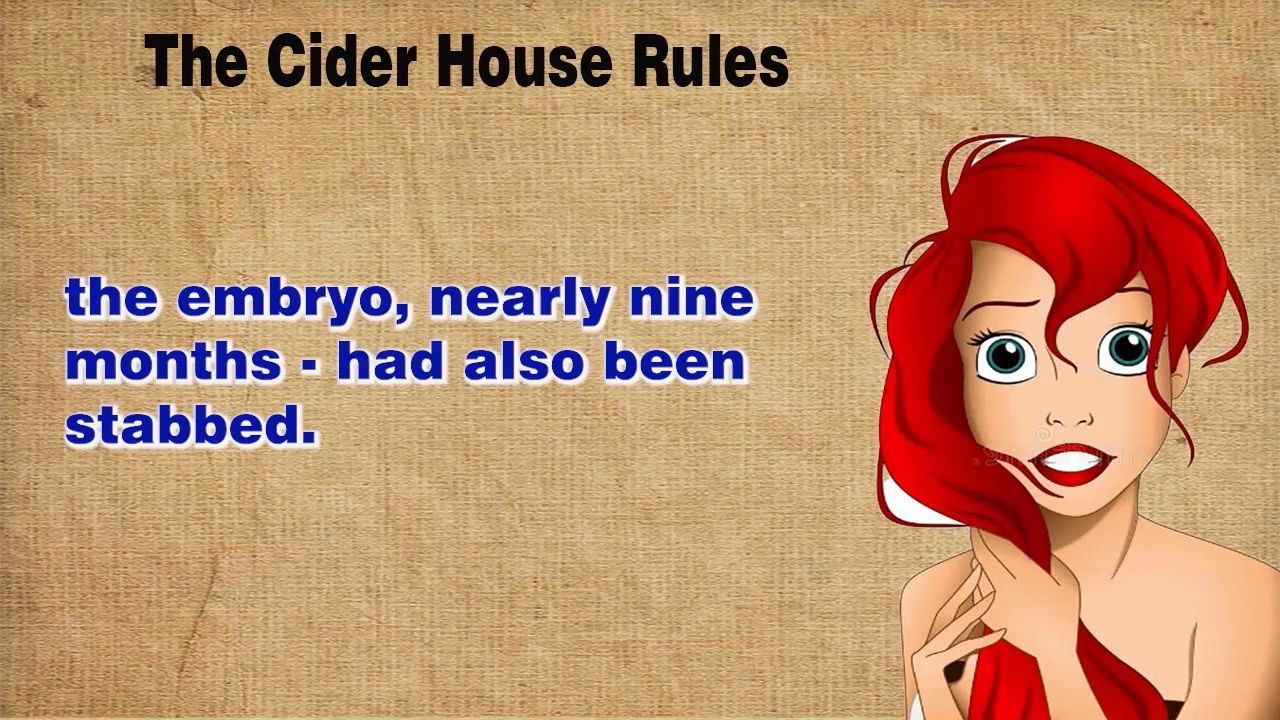 The Cider House Rules
the embryo, nearly nine
months - had also been
stabbed.